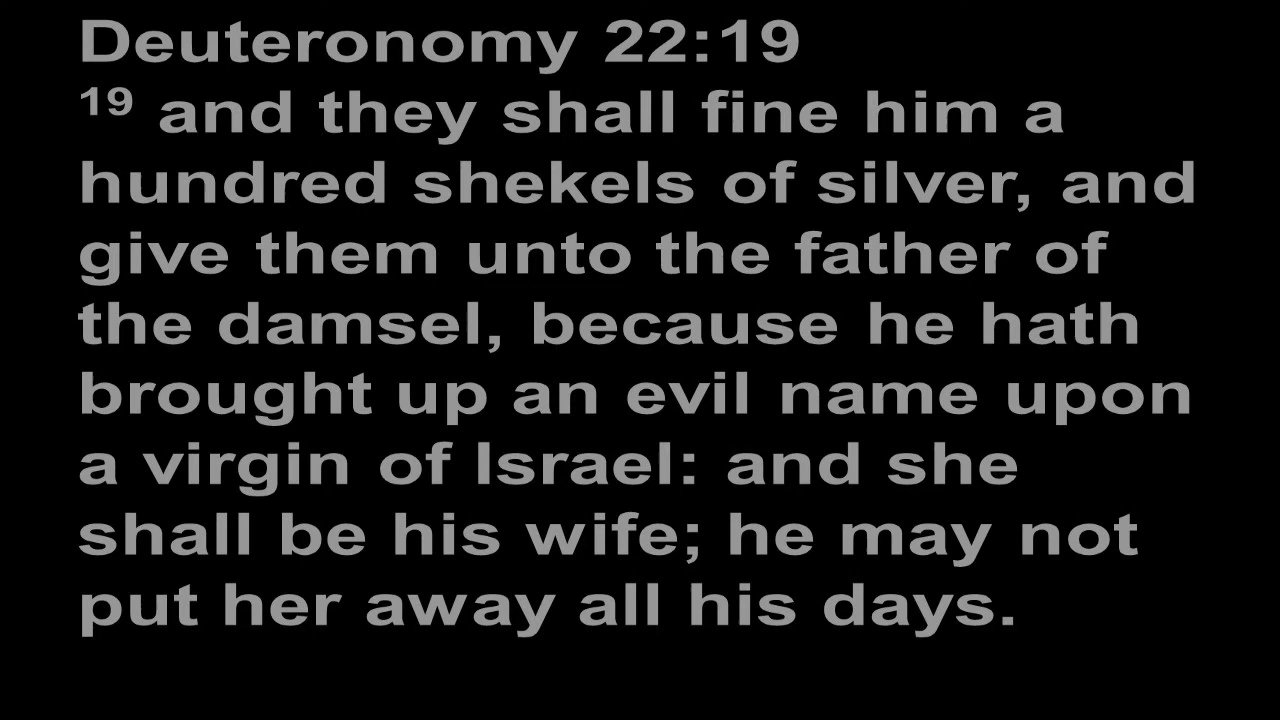 Deuteronomy 22:19
19 and they shall fine him a
hundred shekels of silver, and
give them unto the father of
the damsel, because he hath
brought up an evil name upon
a virgin of Israel: and she
shall be his wife; he may not
put her away all his days.